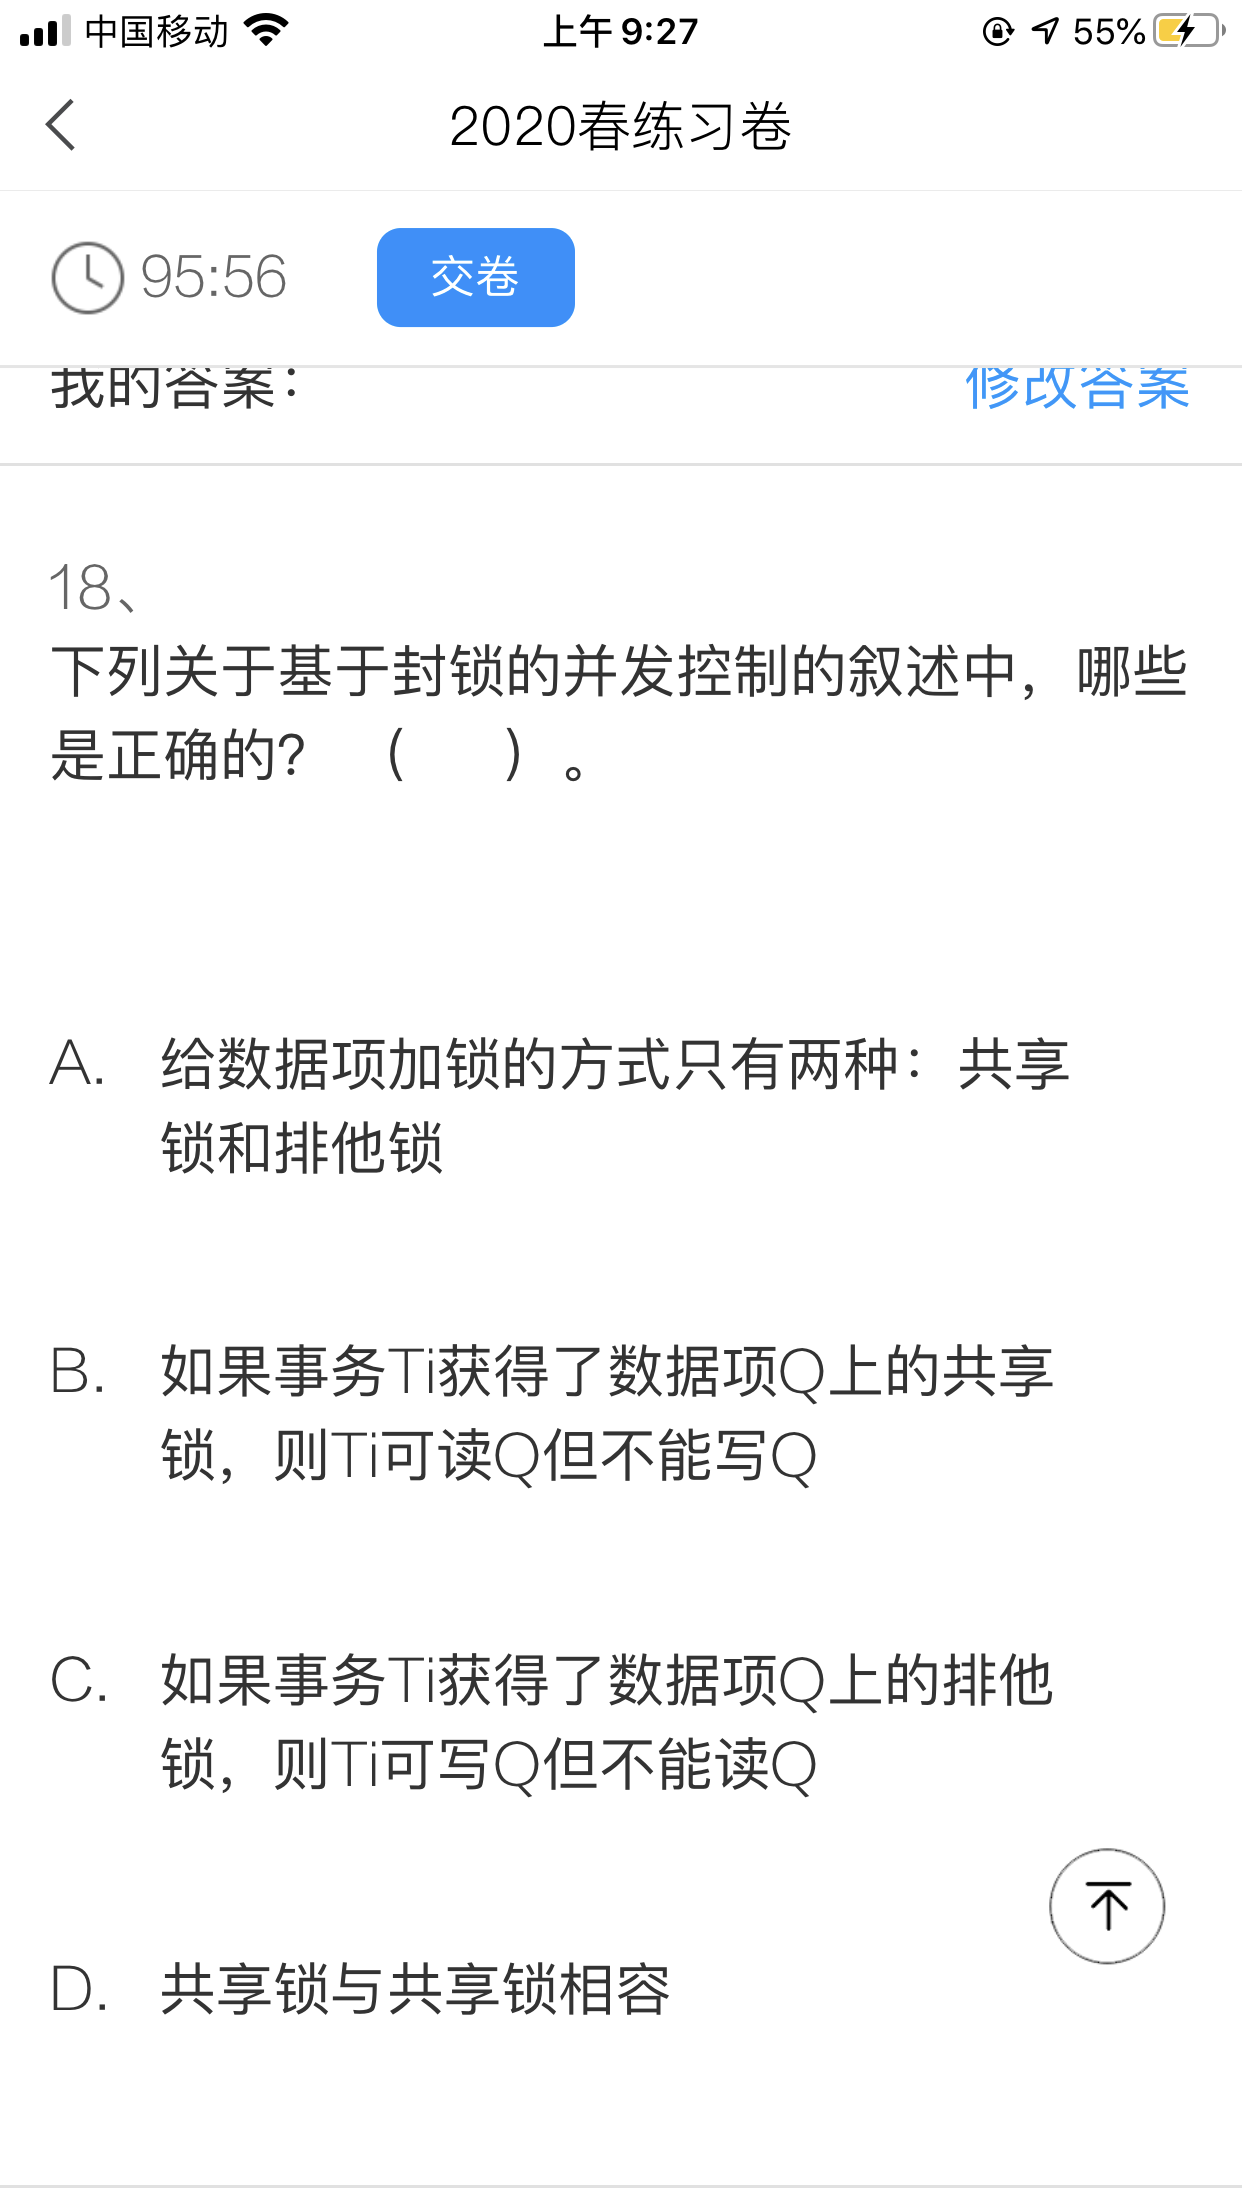 中国移动 上午 9:27 55%
2020春练习卷
95:56 交卷
我的答案： 修改答案
18、
下列关于基于封锁的并发控制的叙述中，哪些
是正确的? （ ）。
A. 给数据项加锁的方式只有两种：共享
锁和排他锁
B. 如果事务Ti获得了数据项Q上的共享
锁，则Ti可读Q但不能写Q
C. 如果事务Ti获得了数据项Q上的排他
锁，则Ti可写Q但不能读Q
D. 共享锁与共享锁相容